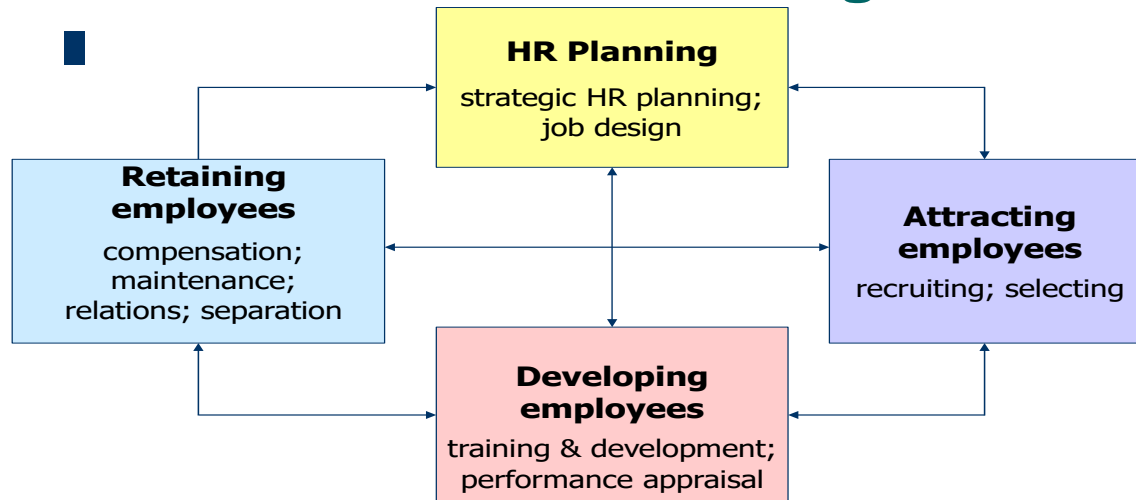 HR Planning
strategic HR planning;
job design
Retaining
employees
compensation;
maintenance;
relations; separation
Attracting
employees
recruiting; selecting
Developing
employees
training & development;
performance appraisal